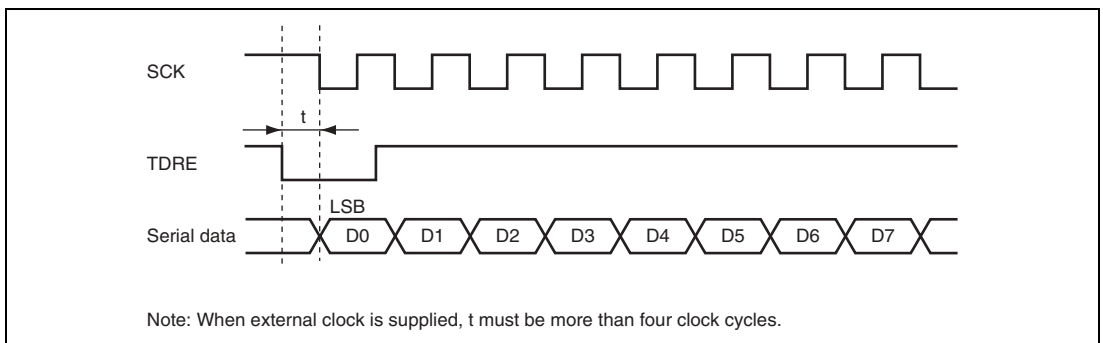 SCK
t
TDRE
LSB
Serial data D0 D1 D2 D3 D4 D5 D6 D7
Note: When external clock is supplied, t must be more than four clock cycles.